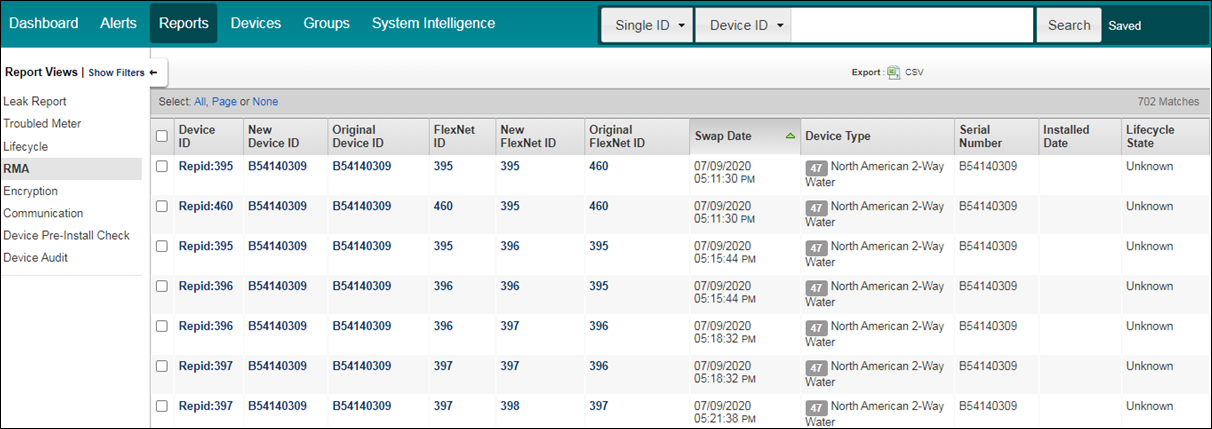 Dashboard Alerts Reports Devices Groups System Intelligence Single ID Device ID Search Saved
Report Views | Show Filters
Export : CSV
Leak Report
Troubled Meter
Lifecycle
RMA
Encryption
Communication
Device Pre-Install Check
Device Audit
Select: All, Page or None 702 Matches
Device ID New Device ID Original Device ID FlexNet ID New FlexNet ID Original FlexNet ID Swap Date Device Type Serial Number Installed Date Lifecycle State
Repid:395 B54140309 B54140309 395 395 460 07/09/2020 05:11:30 PM 47 North American 2-Way Water B54140309 Unknown
Repid:460 B54140309 B54140309 460 395 460 07/09/2020 05:11:30 PM 47 North American 2-Way Water B54140309 Unknown
Repid:395 B54140309 B54140309 395 396 395 07/09/2020 05:15:44 PM 47 North American 2-Way Water B54140309 Unknown
Repid:396 B54140309 B54140309 396 396 395 07/09/2020 05:15:44 PM 47 North American 2-Way Water B54140309 Unknown
Repid:396 B54140309 B54140309 396 397 396 07/09/2020 05:18:32 PM 47 North American 2-Way Water B54140309 Unknown
Repid:397 B54140309 B54140309 397 397 396 07/09/2020 05:18:32 PM 47 North American 2-Way Water B54140309 Unknown
Repid:397 B54140309 B54140309 397 398 397 07/09/2020 05:21:38 PM 47 North American 2-Way Water B54140309 Unknown